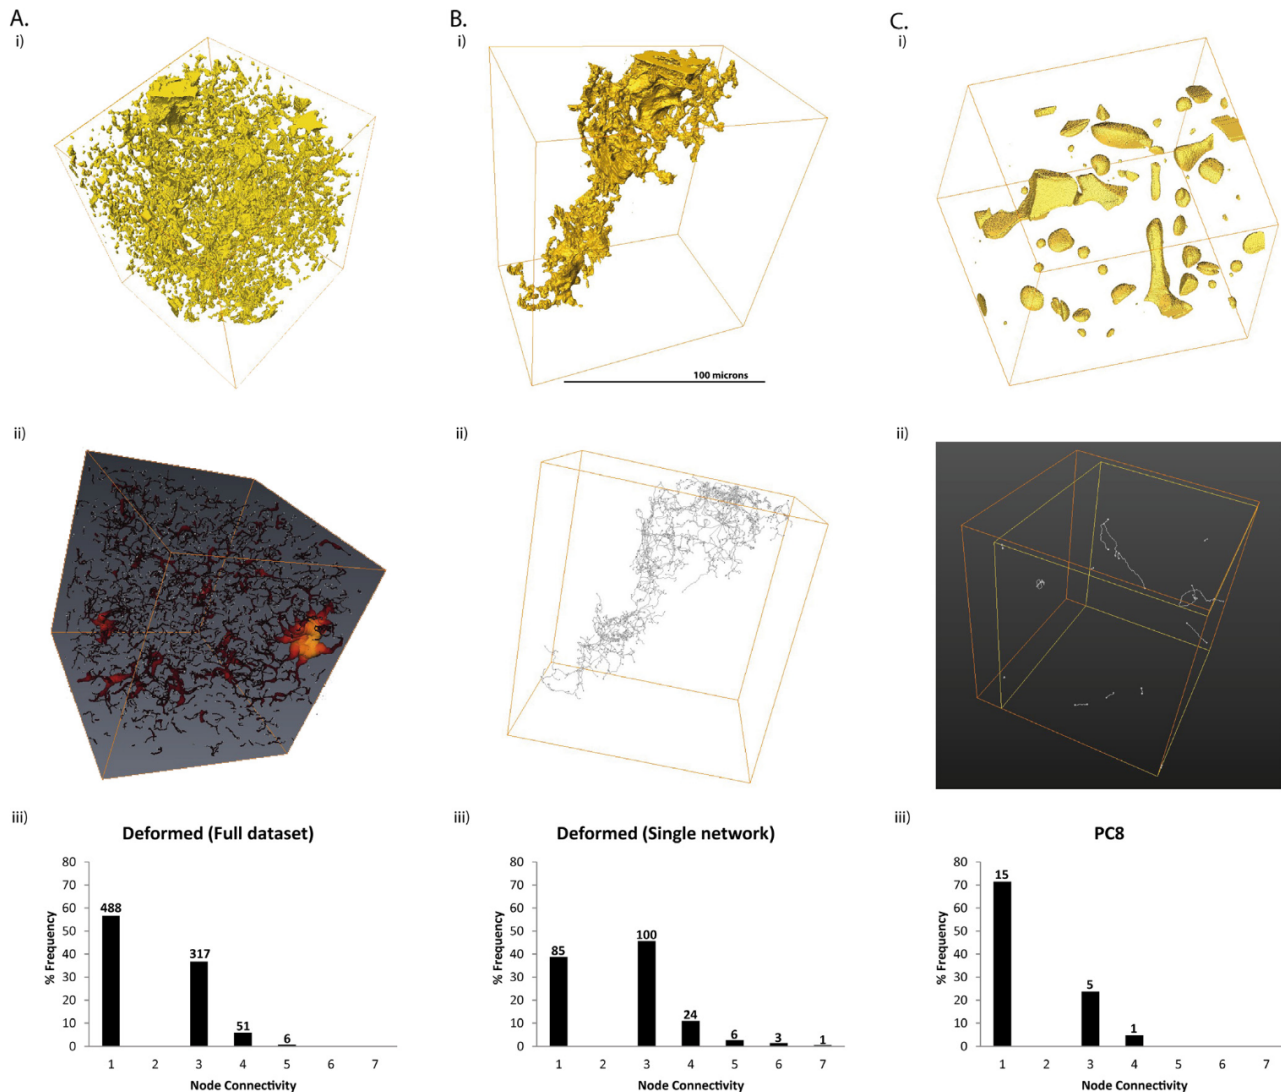 A.
B.
C.
i)
i)
i)
100 microns
ii)
ii)
ii)
iii)
Deformed (Full dataset)
% Frequency
80
70
60
50
40
30
20
10
0
488
317
51
6
1 2 3 4 5 6 7
Node Connectivity
iii)
Deformed (Single network)
% Frequency
80
70
60
50
40
30
20
10
0
85
100
24
6
3
1
1 2 3 4 5 6 7
Node Connectivity
iii)
PC8
% Frequency
80
70
60
50
40
30
20
10
0
15
5
1
1 2 3 4 5 6 7
Node Connectivity